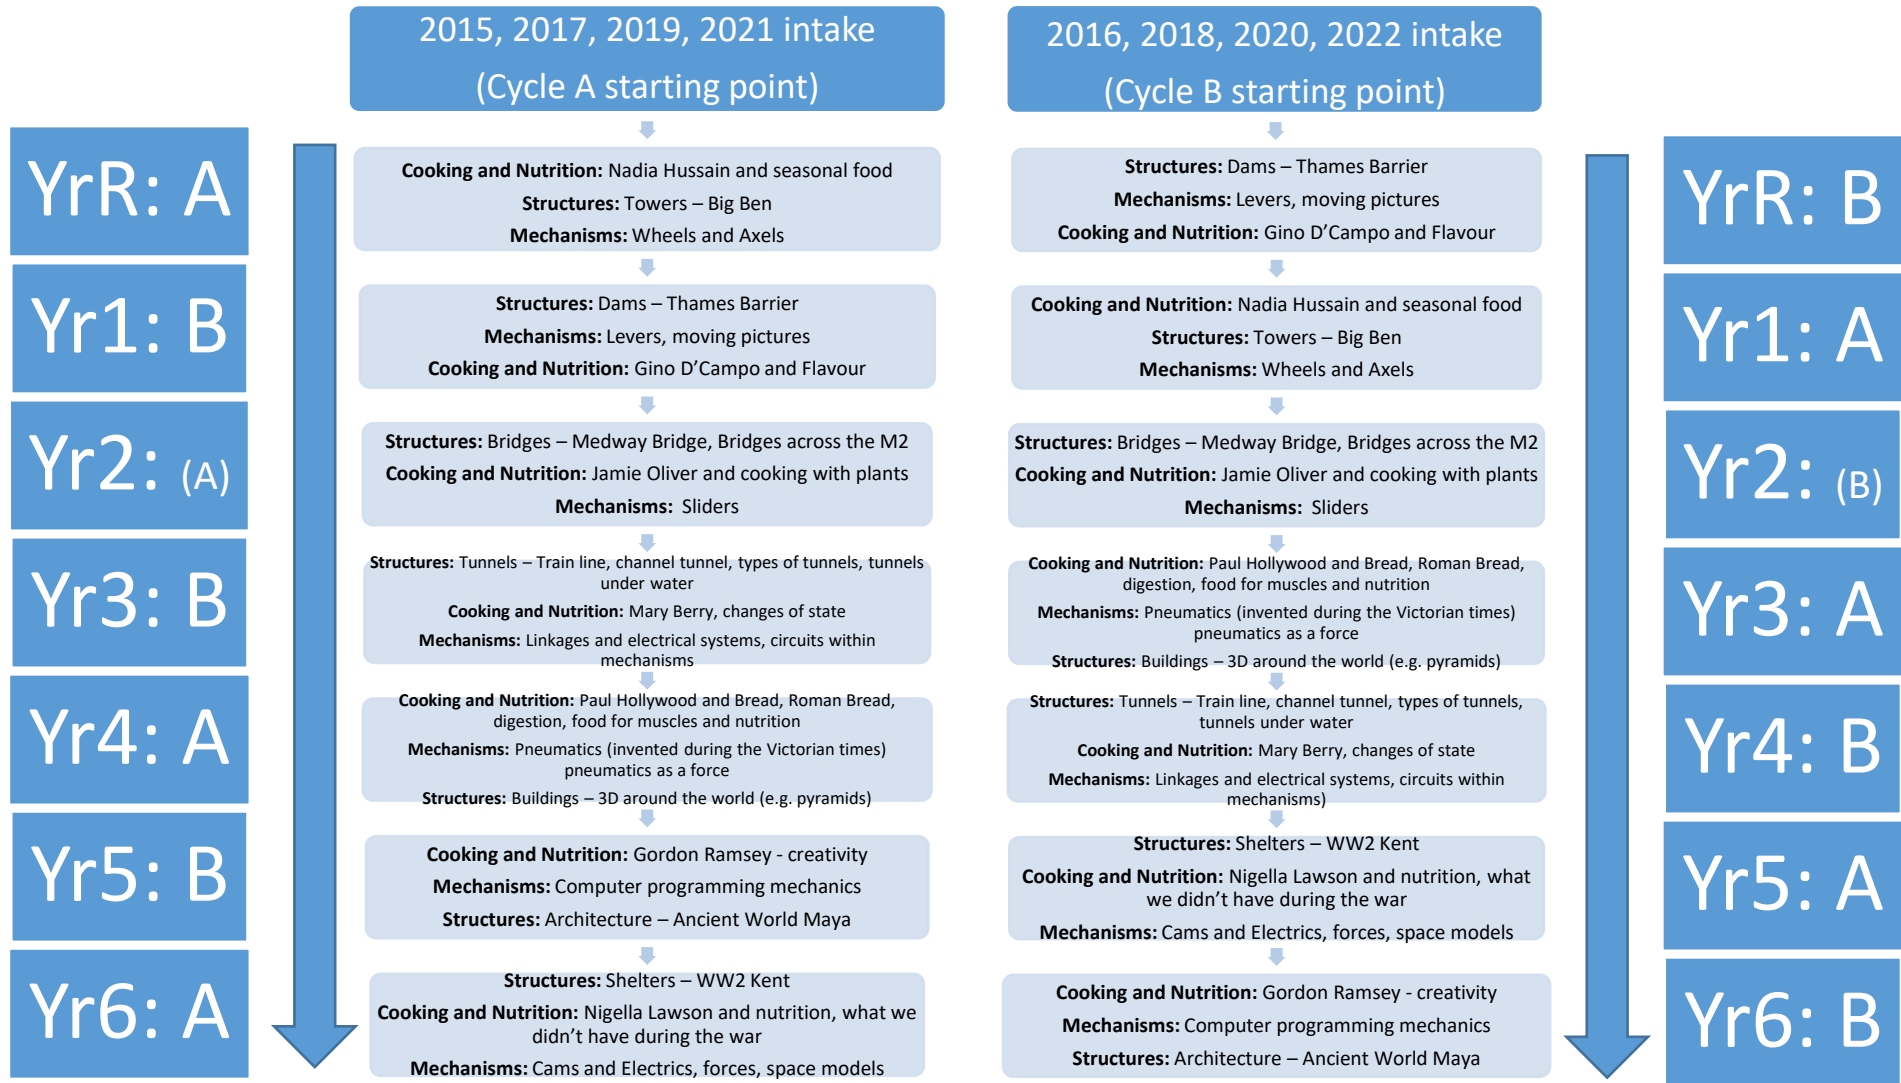 2015, 2017, 2019, 2021 intake
(Cycle A starting point)
YrR: A
Cooking and Nutrition: Nadia Hussain and seasonal food
Structures: Towers – Big Ben
Mechanisms: Wheels and Axels
Yr1: B
Structures: Dams – Thames Barrier
Mechanisms: Levers, moving pictures
Cooking and Nutrition: Gino D'Campo and Flavour
Yr2: (A)
Structures: Bridges – Medway Bridge, Bridges across the M2
Cooking and Nutrition: Jamie Oliver and cooking with plants
Mechanisms: Sliders
Yr3: B
Structures: Tunnels – Train line, channel tunnel, types of tunnels, tunnels
under water
Cooking and Nutrition: Mary Berry, changes of state
Mechanisms: Linkages and electrical systems, circuits within
mechanisms
Yr4: A
Cooking and Nutrition: Paul Hollywood and Bread, Roman Bread,
digestion, food for muscles and nutrition
Mechanisms: Pneumatics (invented during the Victorian times)
pneumatics as a force
Structures: Buildings – 3D around the world (e.g. pyramids)
Yr5: B
Cooking and Nutrition: Gordon Ramsey - creativity
Mechanisms: Computer programming mechanics
Structures: Architecture – Ancient World Maya
Yr6: A
Structures: Shelters – WW2 Kent
Cooking and Nutrition: Nigella Lawson and nutrition, what we
didn't have during the war
Mechanisms: Cams and Electrics, forces, space models
2016, 2018, 2020, 2022 intake
(Cycle B starting point)
Structures: Dams – Thames Barrier
Mechanisms: Levers, moving pictures
Cooking and Nutrition: Gino D'Campo and Flavour
YrR: B
Cooking and Nutrition: Nadia Hussain and seasonal food
Structures: Towers – Big Ben
Mechanisms: Wheels and Axels
Yr1: A
Structures: Bridges – Medway Bridge, Bridges across the M2
Cooking and Nutrition: Jamie Oliver and cooking with plants
Mechanisms: Sliders
Yr2: (B)
Cooking and Nutrition: Paul Hollywood and Bread, Roman Bread,
digestion, food for muscles and nutrition
Mechanisms: Pneumatics (invented during the Victorian times)
pneumatics as a force
Structures: Buildings – 3D around the world (e.g. pyramids)
Yr3: A
Structures: Tunnels – Train line, channel tunnel, types of tunnels,
tunnels under water
Cooking and Nutrition: Mary Berry, changes of state
Mechanisms: Linkages and electrical systems, circuits within
mechanisms)
Yr4: B
Structures: Shelters – WW2 Kent
Cooking and Nutrition: Nigella Lawson and nutrition, what
we didn't have during the war
Mechanisms: Cams and Electrics, forces, space models
Yr5: A
Cooking and Nutrition: Gordon Ramsey - creativity
Mechanisms: Computer programming mechanics
Structures: Architecture – Ancient World Maya
Yr6: B